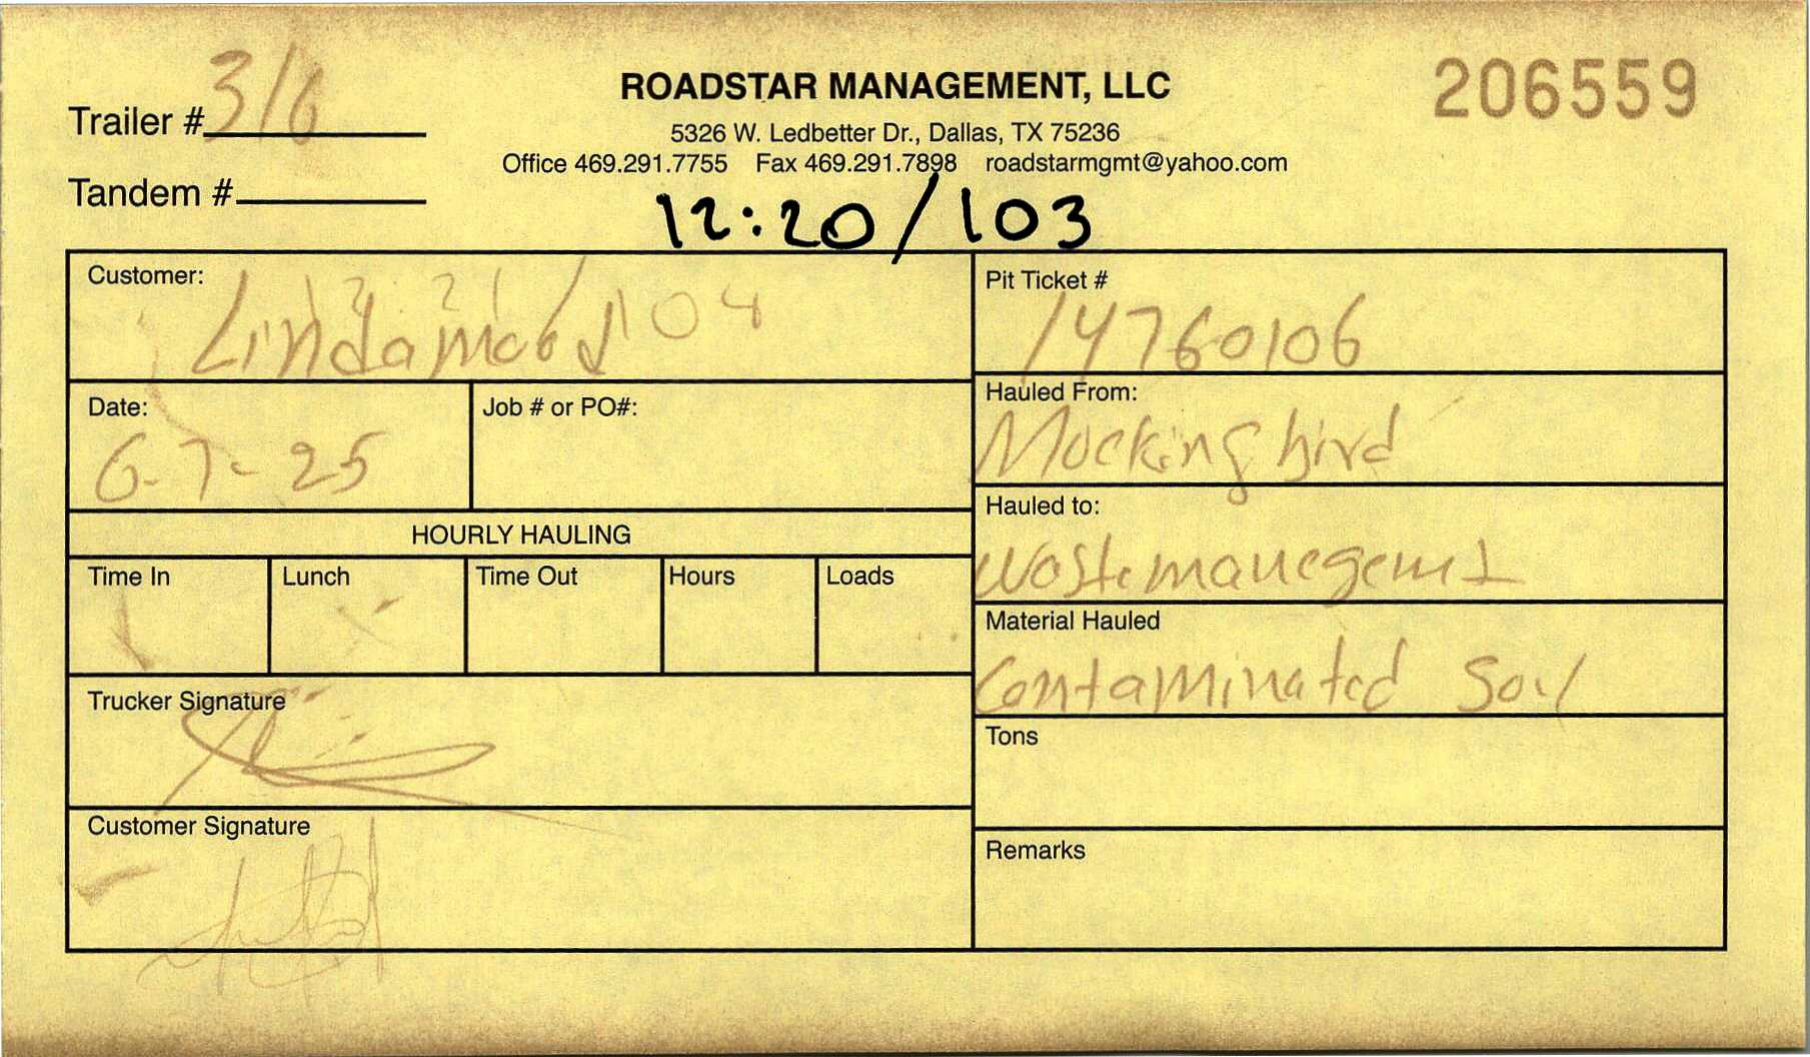 Trailer # 316
ROADSTAR MANAGEMENT, LLC
206559
5326 W. Ledbetter Dr., Dallas, TX 75236
Office 469.291.7755 Fax 469.291.7898 roadstarmgmt@yahoo.com
Tandem #
12:20/103
Customer:
12:21/104
Lindamood
Pit Ticket #
14760106
Date:
6-7-25
Job # or PO#:
Hauled From:
Mockingbird
HOURLY HAULING
Hauled to:
Wastemanegemt
Time In Lunch Time Out Hours Loads
Material Hauled
Contaminated Soil
Trucker Signature
Tons
Customer Signature
Remarks